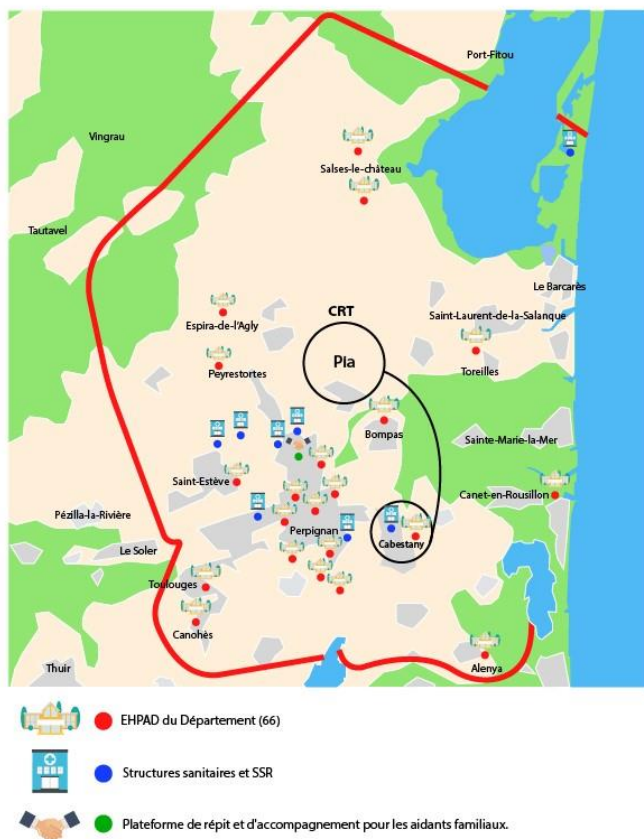 Port-Fitou
Vingrau
Salses-le-château
Tautavel
Le Barcarès
CRT
Saint-Laurent-de-la-Salanque
Espira-de-l'Agly
Pia
Toreilles
Peyrestortes
Bompas
Sainte-Marie-la-Mer
Saint-Estève
Canet-en-Rousillon
Pézilla-la-Rivière
Perpignan
Cabestany
Le Soler
Toulouges
Canohès
Thuir
Alenya
EHPAD du Département (66)
Structures sanitaires et SSR
Plateforme de répit et d'accompagnement pour les aidants familiaux.